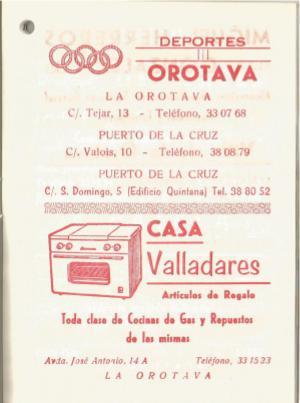 DEPORTES
OROTAVA
LA OROTAVA
C/. Tejar, 13 - Teléfono, 33 07 68
PUERTO DE LA CRUZ
C/. Valois, 10 - Teléfono, 38 08 79
PUERTO DE LA CRUZ
C/. S. Domingo, 5 (Edificio Quintana) Tel. 38 80 52
CASA
Valladares
Artículos de Regalo
Toda clase de Cocinas de Gas y Repuestos
de las mismas
Avda. José Antonio, 14 A Teléfono, 33 15 23
LA OROTAVA